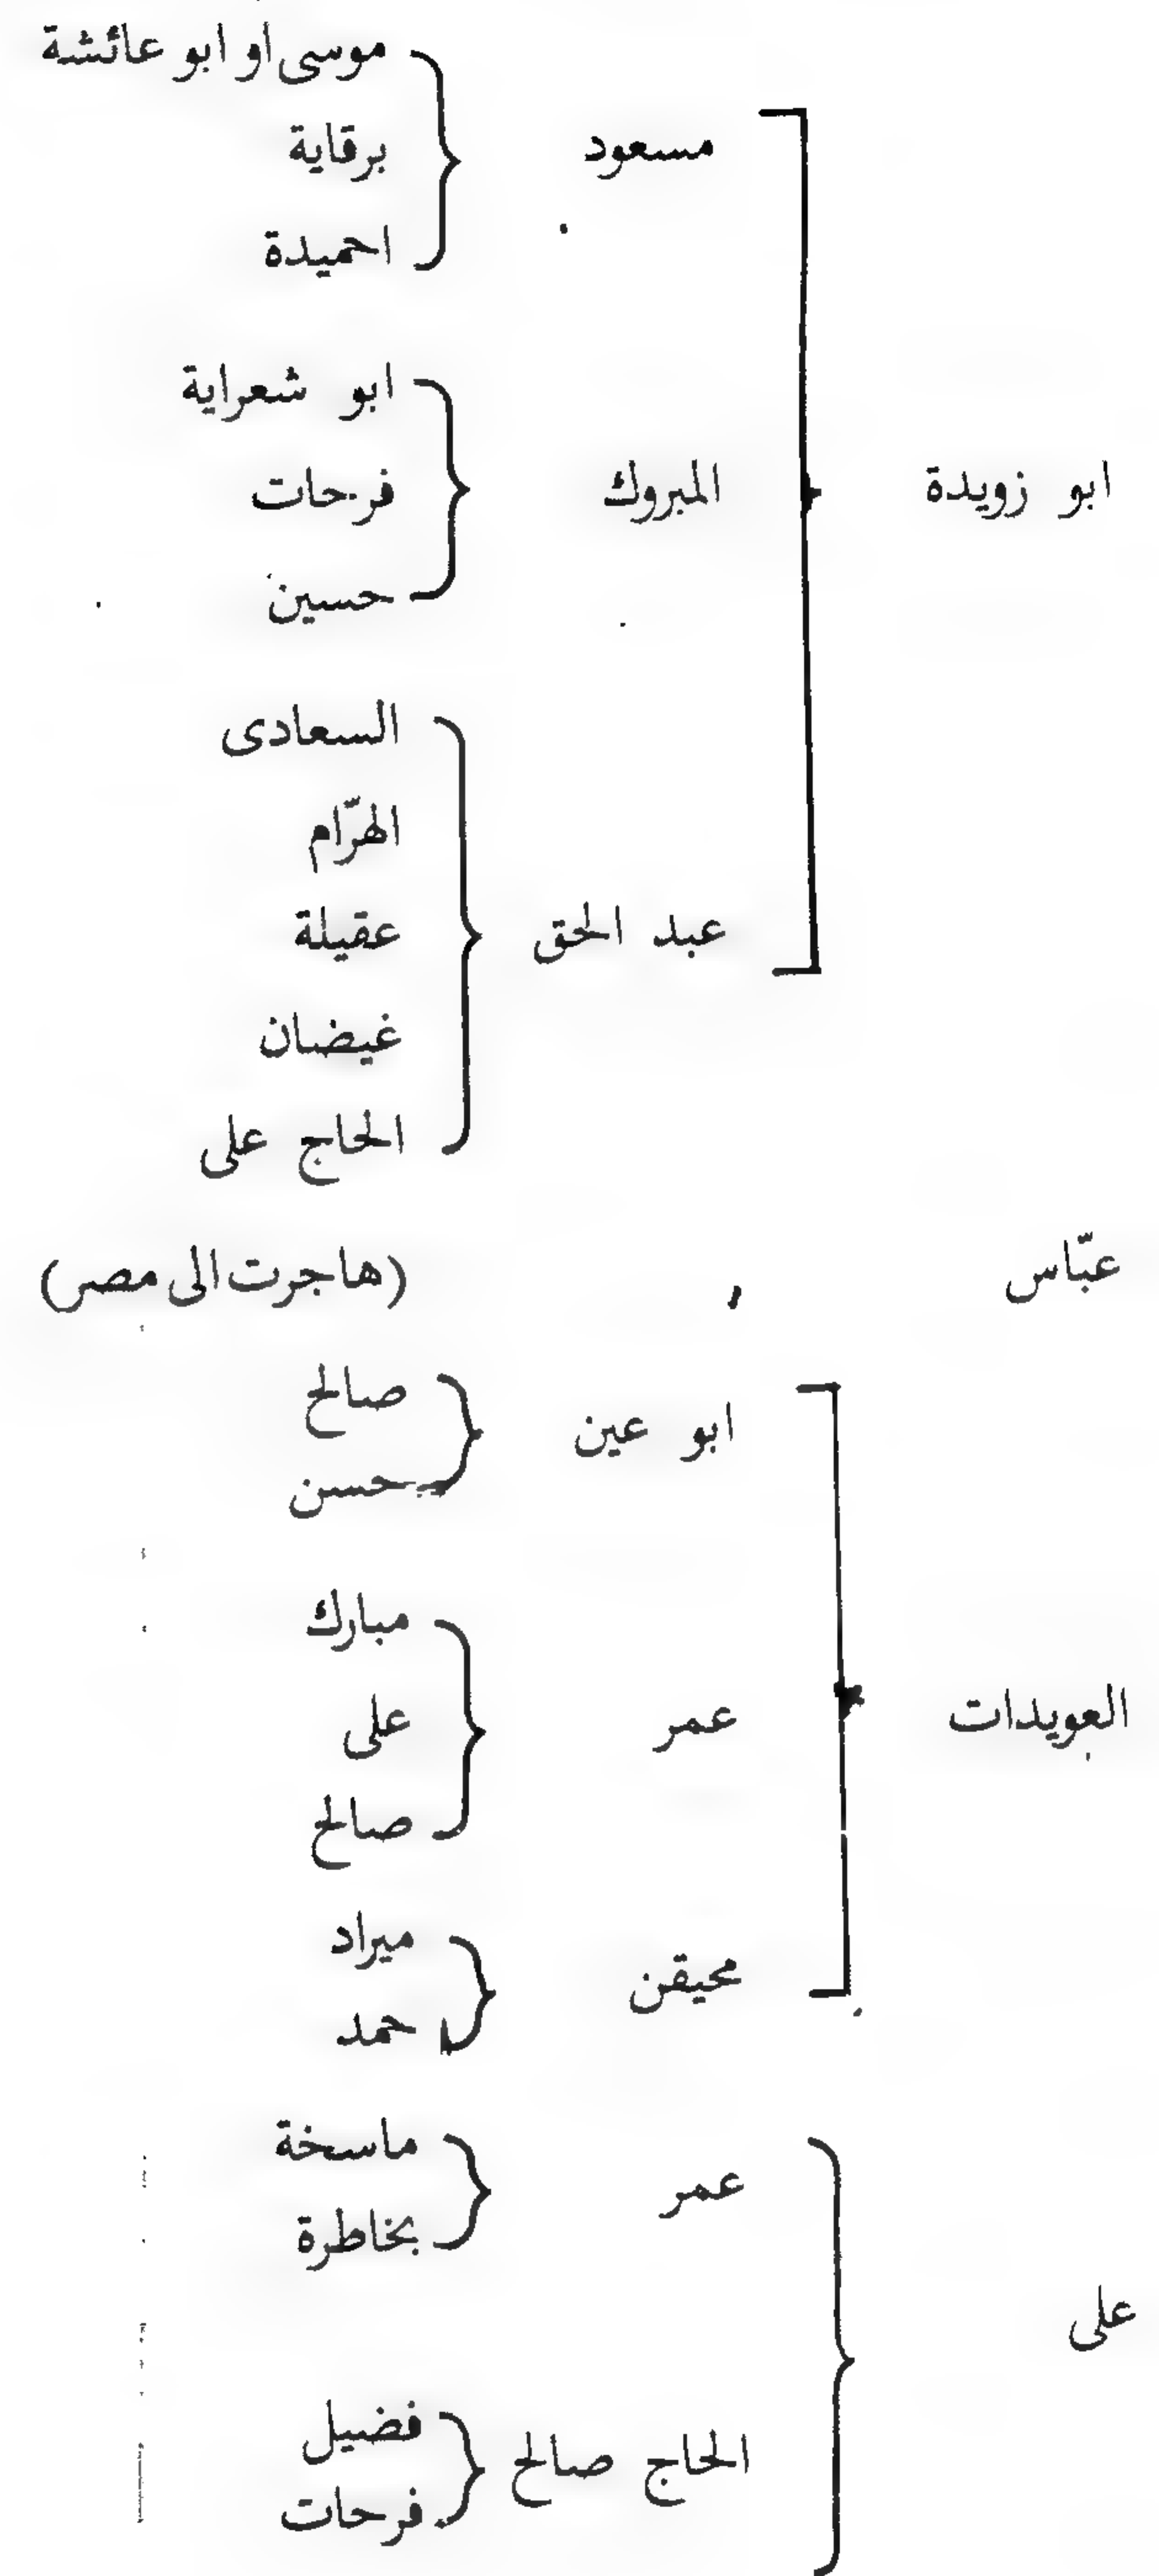 موسى او ابو عائشة
مسعود
برقاية
احميدة
ابو شعراية
ابو زويدة
المبروك
فرحات
حسين
السعادى
الهرّام
عبد الحق
عقيلة
غيضان
الحاج على
عبّاس
(هاجرت الى مصر)
صالح
ابو عين
حسن
مبارك
العويدات
عمر
على
صالح
ميراد
محيقن
حمد
ماسخة
عمر
بخاطرة
على
فضيل
الحاج صالح
فرحات